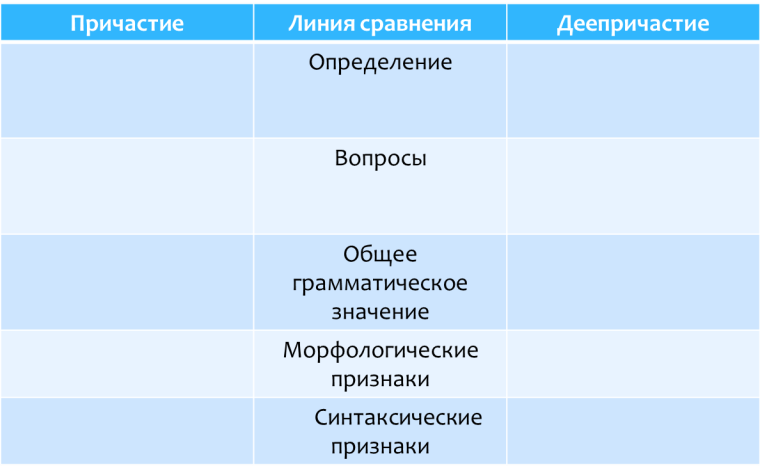 Причастие Линия сравнения Деепричастие
Определение
Вопросы
Общее
грамматическое
значение
Морфологические
признаки
Синтаксические
признаки